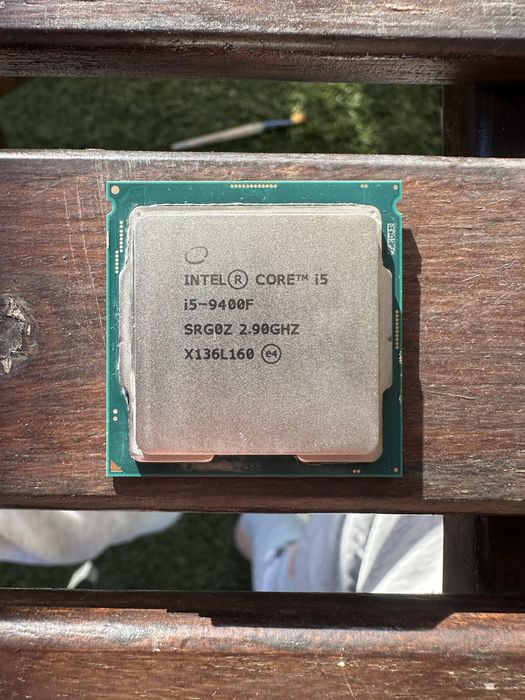 INTEL® CORE™ i5
i5-9400F
SRG0Z 2.90GHZ
X136L160 e4